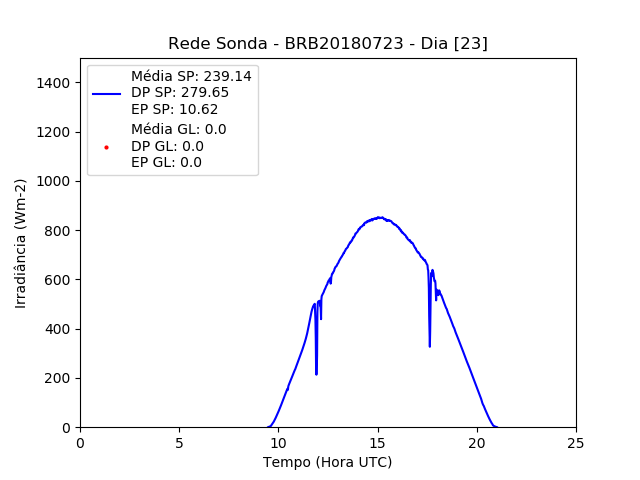 Rede Sonda - BRB20180723 - Dia [23]
Média SP: 239.14
DP SP: 279.65
EP SP: 10.62
Média GL: 0.0
DP GL: 0.0
EP GL: 0.0
Irradiância (Wm-2)
1400
1200
1000
800
600
400
200
0
0 5 10 15 20 25
Tempo (Hora UTC)